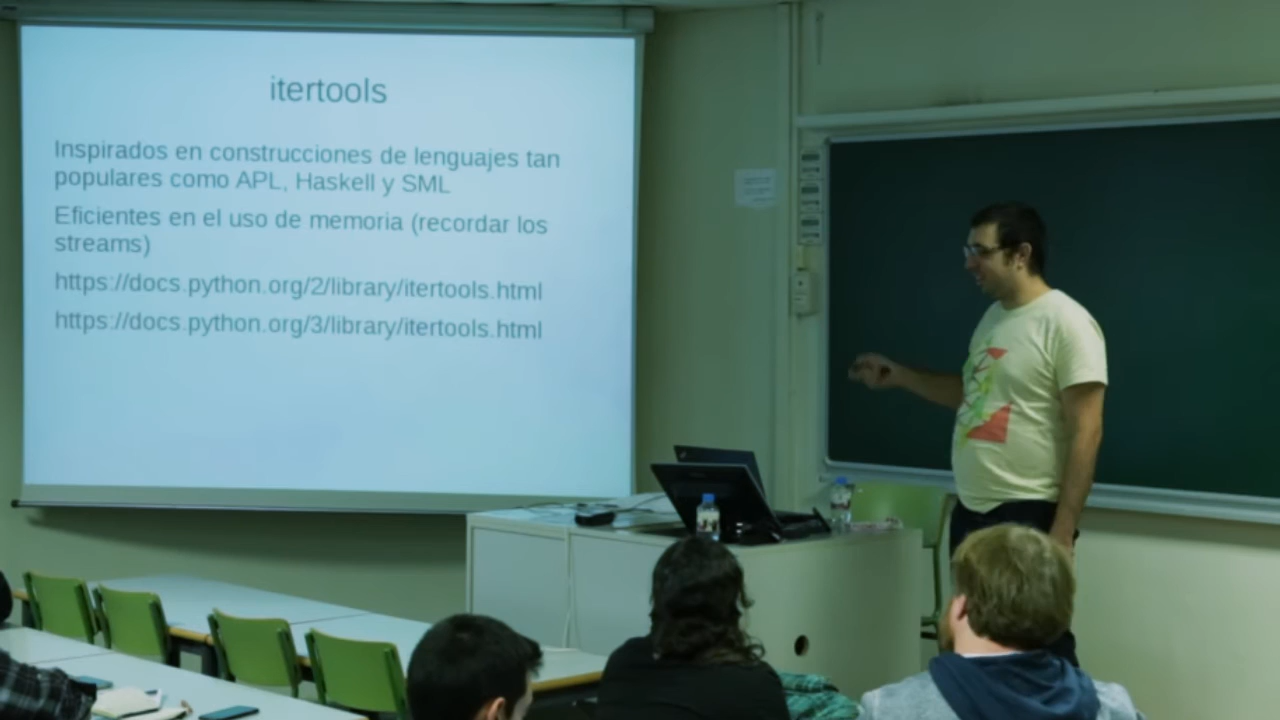 itertools
Inspirados en construcciones de lenguajes tan
populares como APL, Haskell y SML
Eficientes en el uso de memoria (recordar los
streams)
https://docs.python.org/2/library/itertools.html
https://docs.python.org/3/library/itertools.html